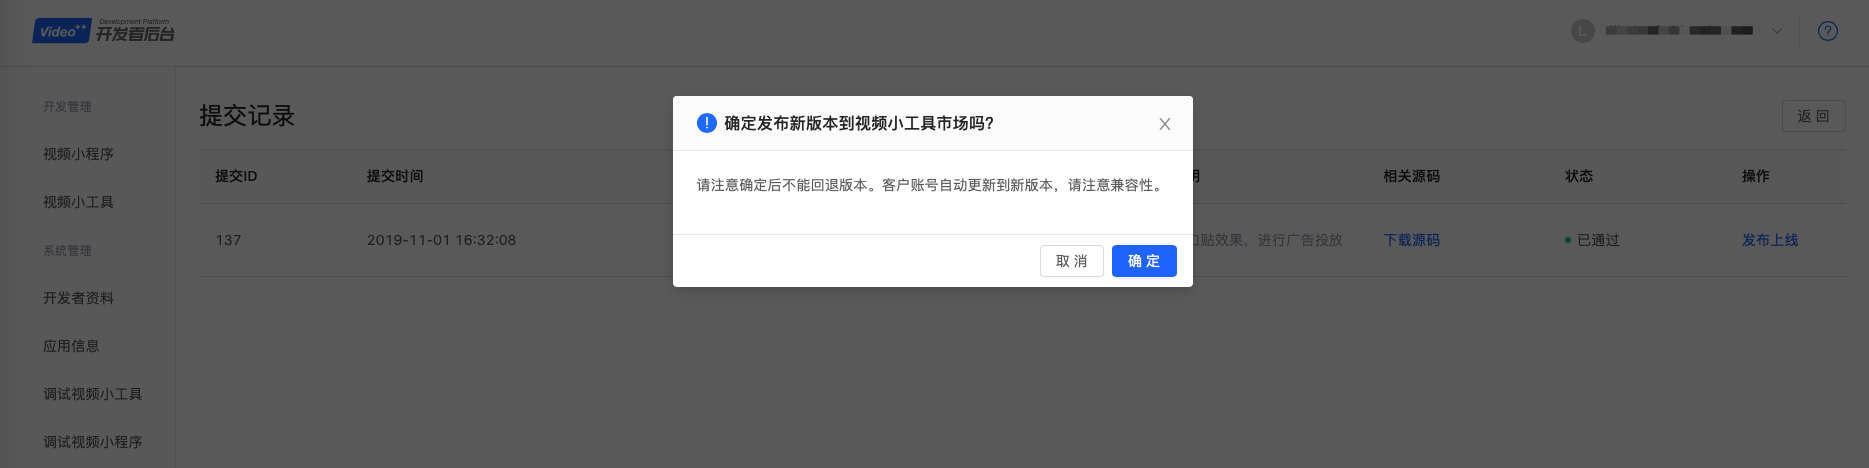 Video++
Development Platform
开发者后台
L
?
开发管理
视频小程序
视频小工具
系统管理
开发者资料
应用信息
调试视频小工具
调试视频小程序
提交记录
返 回
提交ID 提交时间 明 相关源码 状态 操作
137 2019-11-01 16:32:08 贴效果，进行广告投放 下载源码 已通过 发布上线
! 确定发布新版本到视频小工具市场吗?
请注意确定后不能回退版本。客户账号自动更新到新版本，请注意兼容性。
取 消 确 定